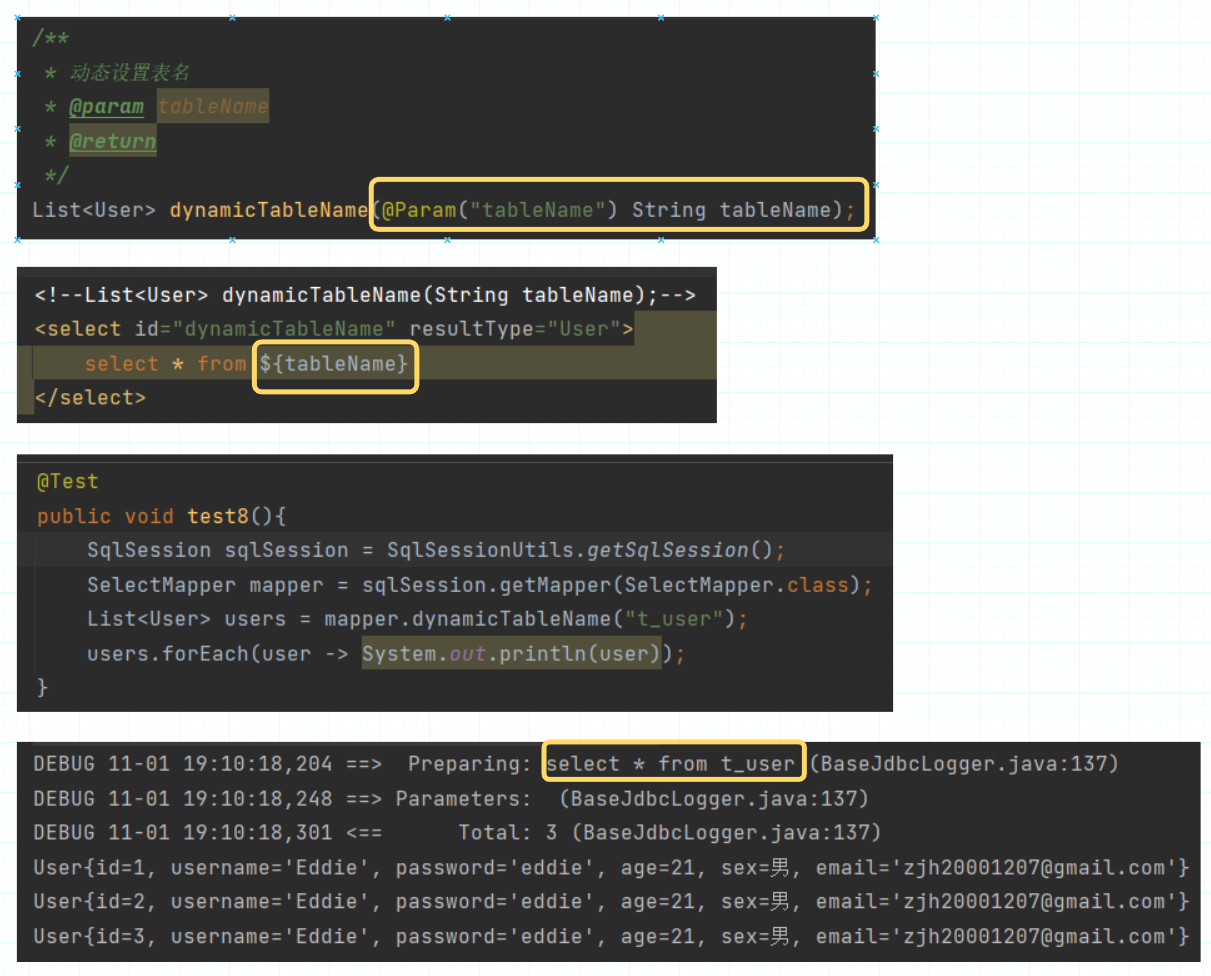 /**
 * 动态设置表名
 * @param tableName
 * @return
 */
List<User> dynamicTableName(@Param("tableName") String tableName);
<!--List<User> dynamicTableName(String tableName);-->
<select id="dynamicTableName" resultType="User">
    select * from ${tableName}
</select>
@Test
public void test8(){
    SqlSession sqlSession = SqlSessionUtils.getSqlSession();
    SelectMapper mapper = sqlSession.getMapper(SelectMapper.class);
    List<User> users = mapper.dynamicTableName("t_user");
    users.forEach(user -> System.out.println(user));
}
DEBUG 11-01 19:10:18,204 ==>  Preparing: select * from t_user (BaseJdbcLogger.java:137)
DEBUG 11-01 19:10:18,248 ==> Parameters:  (BaseJdbcLogger.java:137)
DEBUG 11-01 19:10:18,301 <==      Total: 3 (BaseJdbcLogger.java:137)
User{id=1, username='Eddie', password='eddie', age=21, sex=男, email='zjh20001207@gmail.com'}
User{id=2, username='Eddie', password='eddie', age=21, sex=男, email='zjh20001207@gmail.com'}
User{id=3, username='Eddie', password='eddie', age=21, sex=男, email='zjh20001207@gmail.com'}